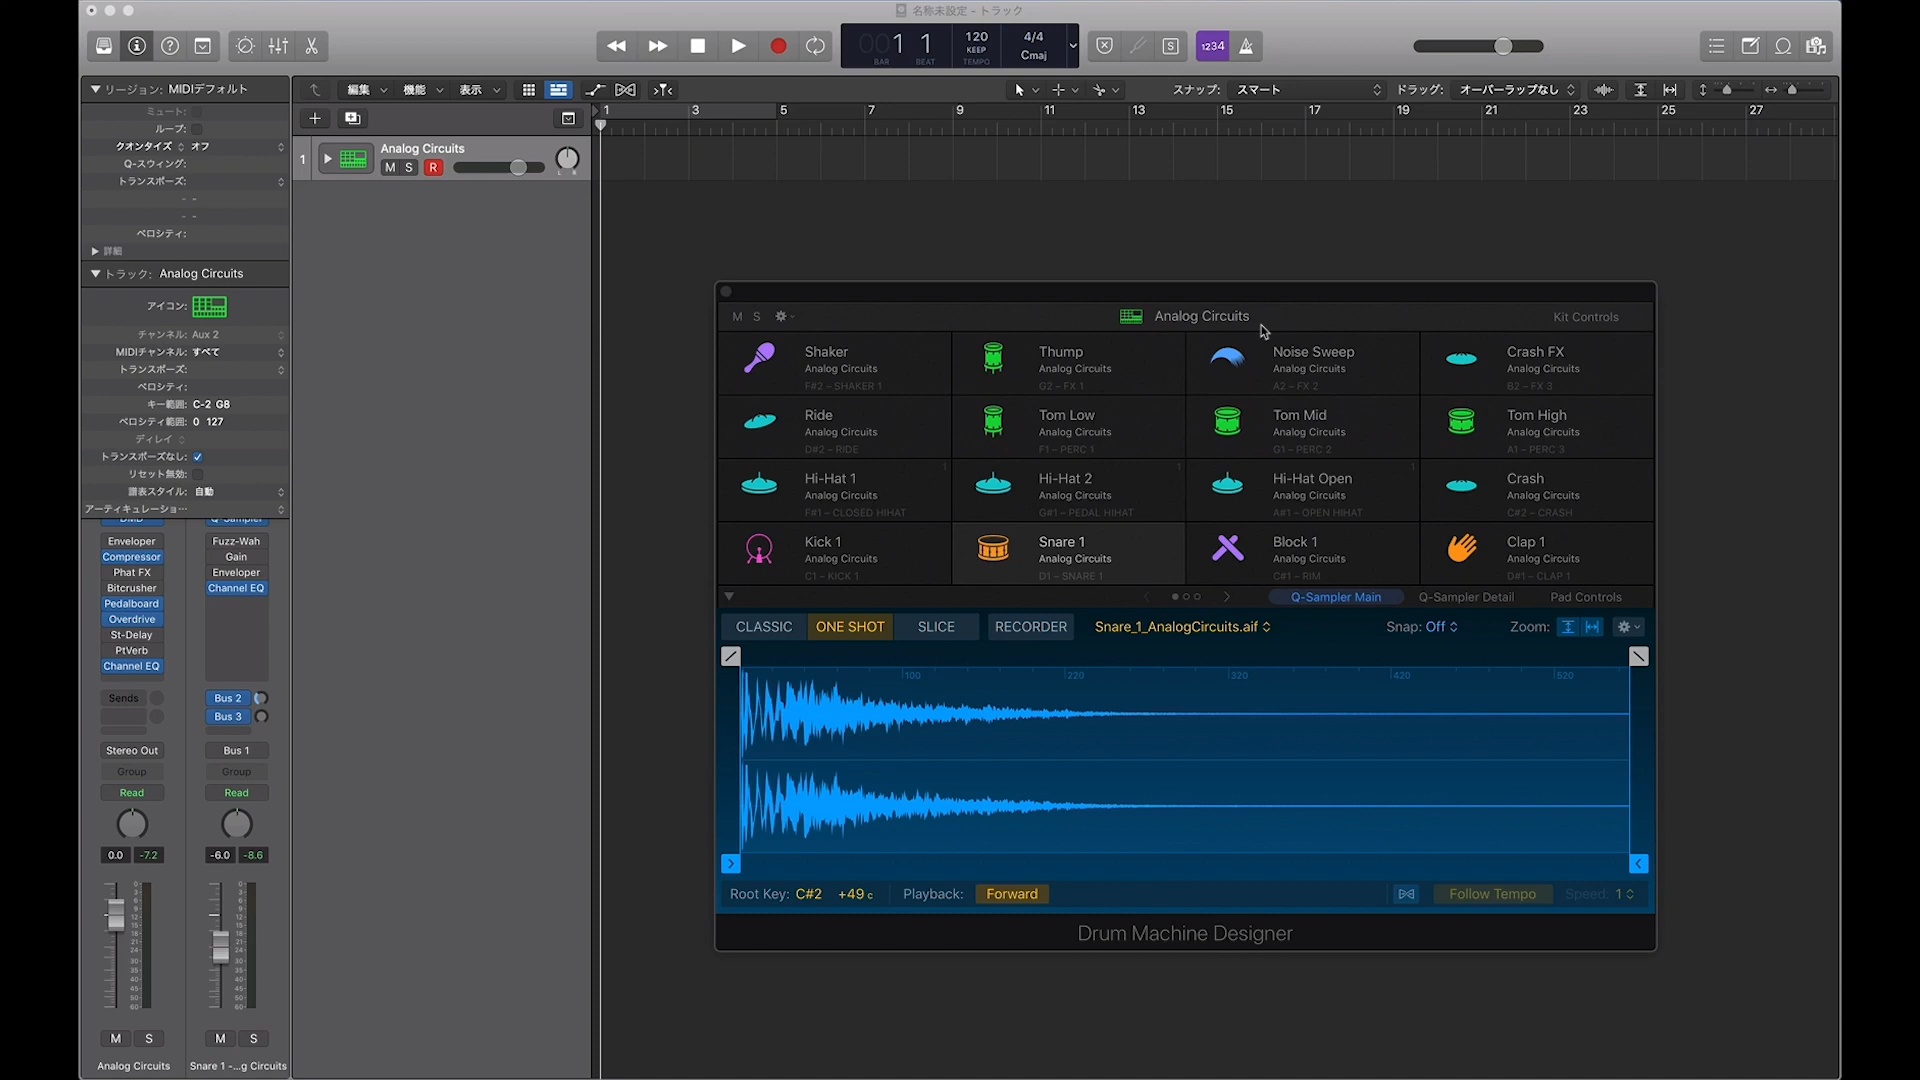 名称未設定 - トラック
001 1
BAR BEAT
120
KEEP
TEMPO
4/4
Cmaj
S
1234
リージョン: MIDIデフォルト
編集 機能 表示
スナップ: スマート
ドラッグ: オーバーラップなし
ミュート:
ループ:
クオンタイズ オフ
Q-スウィング:
トランスポーズ:
- -
- -
ベロシティ:
詳細
1 3 5 7 9 11 13 15 17 19 21 23 25 27
1
Analog Circuits
M S R
L R
トラック: Analog Circuits
アイコン:
チャンネル: Aux 2
MIDIチャンネル: すべて
トランスポーズ:
ベロシティ:
キー範囲: C-2 G8
ベロシティ範囲: 0 127
ディレイ
トランスポーズなし:
リセット無効:
譜表スタイル: 自動
アーティキュレーショ…
DMD Q-Sampler
Enveloper Fuzz-Wah
Compressor Gain
Phat FX Enveloper
Bitcrusher Channel EQ
Pedalboard
Overdrive
St-Delay
PtVerb
Channel EQ
Sends Bus 2
Bus 3
Stereo Out Bus 1
Group Group
Read Read
0.0 -7.2 -6.0 -8.6
M S M S
Analog Circuits Snare 1 -...g Circuits
M S Analog Circuits Kit Controls
Shaker
Analog Circuits
F#2 – SHAKER 1
Thump
Analog Circuits
G2 – FX 1
Noise Sweep
Analog Circuits
A2 – FX 2
Crash FX
Analog Circuits
B2 – FX 3
Ride
Analog Circuits
D#2 – RIDE
Tom Low
Analog Circuits
F1 – PERC 1
Tom Mid
Analog Circuits
G1 – PERC 2
Tom High
Analog Circuits
A1 – PERC 3
Hi-Hat 1
Analog Circuits
F#1 – CLOSED HIHAT
1
Hi-Hat 2
Analog Circuits
G#1 – PEDAL HIHAT
1
Hi-Hat Open
Analog Circuits
A#1 – OPEN HIHAT
1
Crash
Analog Circuits
C#2 – CRASH
Kick 1
Analog Circuits
C1 – KICK 1
Snare 1
Analog Circuits
D1 – SNARE 1
Block 1
Analog Circuits
C#1 – RIM
Clap 1
Analog Circuits
D#1 – CLAP 1
Q-Sampler Main Q-Sampler Detail Pad Controls
CLASSIC ONE SHOT SLICE RECORDER Snare_1_AnalogCircuits.aif Snap: Off Zoom:
100 220 320 420 520
Root Key: C#2 +49 c Playback: Forward Follow Tempo Speed: 1
Drum Machine Designer